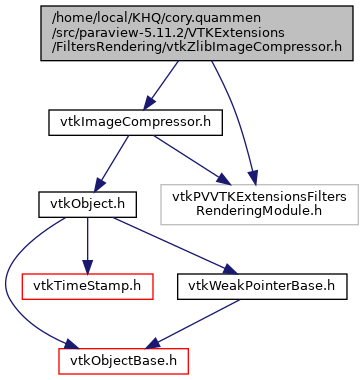 /home/local/KHQ/cory.quammen
/src/paraview-5.11.2/VTKExtensions
/FiltersRendering/vtkZlibImageCompressor.h
vtkImageCompressor.h
vtkObject.h
vtkPVVTKExtensionsFilters
RenderingModule.h
vtkTimeStamp.h
vtkWeakPointerBase.h
vtkObjectBase.h